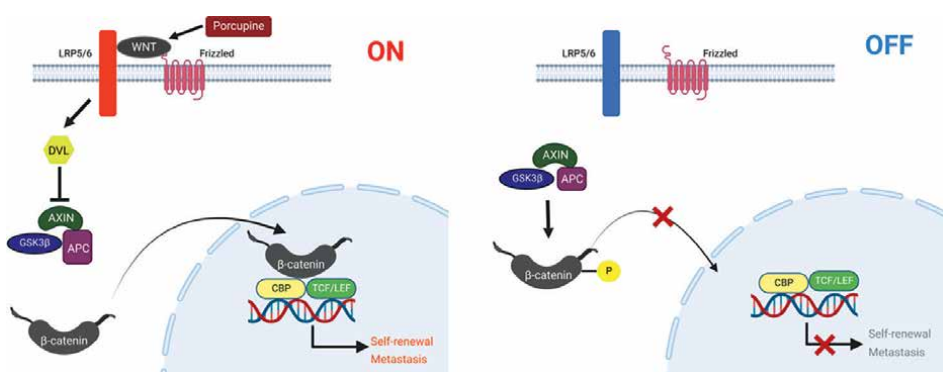 Porcupine
WNT
LRP5/6
Frizzled
ON
DVL
AXIN
GSK3β
APC
β-catenin
β-catenin
CBP
TCF/LEF
Self-renewal
Metastasis
OFF
LRP5/6
Frizzled
AXIN
GSK3β
APC
β-catenin
P
CBP
TCF/LEF
Self-renewal
Metastasis